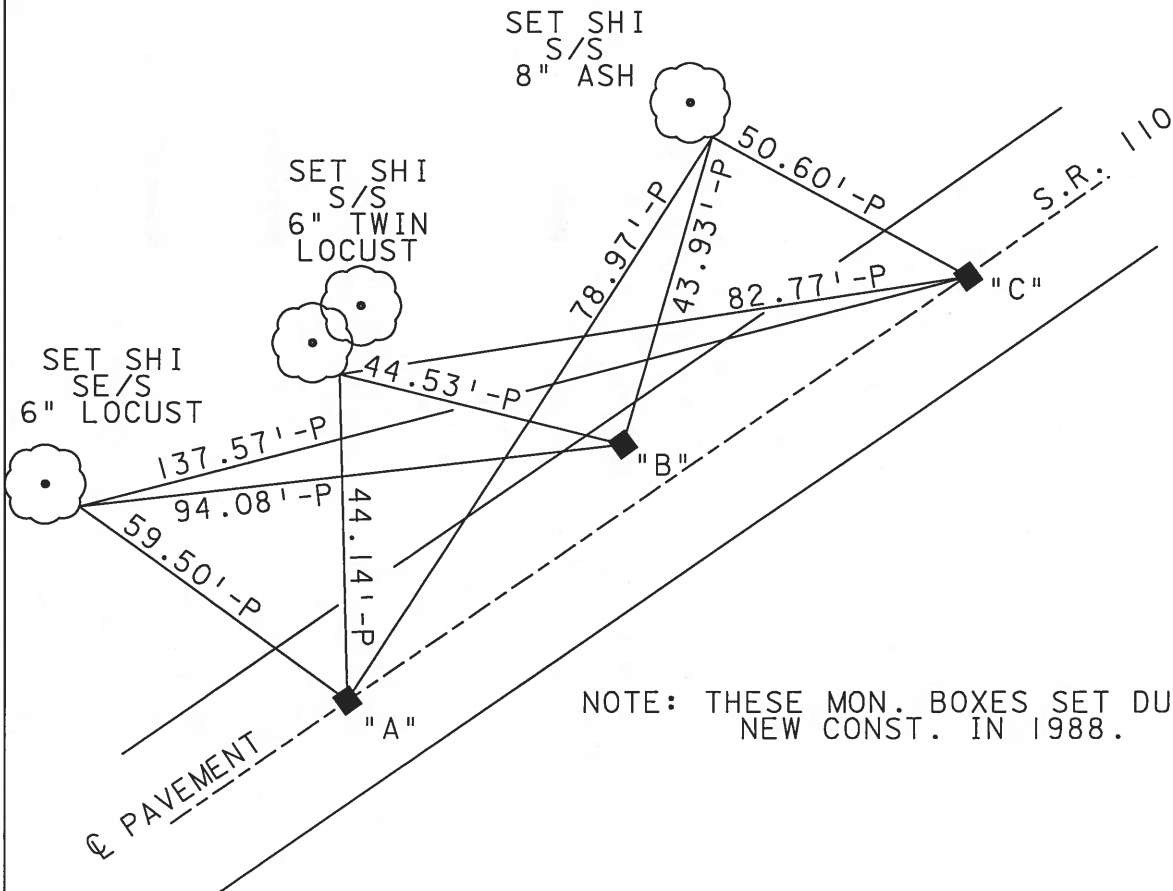 SET SHI
S/S
8" ASH
SET SHI
S/S
6" TWIN
LOCUST
SET SHI
SE/S
6" LOCUST
50.60'-P
S.R. 110
78.97'-P
43.93'-P
82.77'-P
"C"
44.53'-P
137.57'-P
94.08'-P
"B"
59.50'-P
44.14'-P
"A"
℄ PAVEMENT
NOTE: THESE MON. BOXES SET DU
NEW CONST. IN 1988.